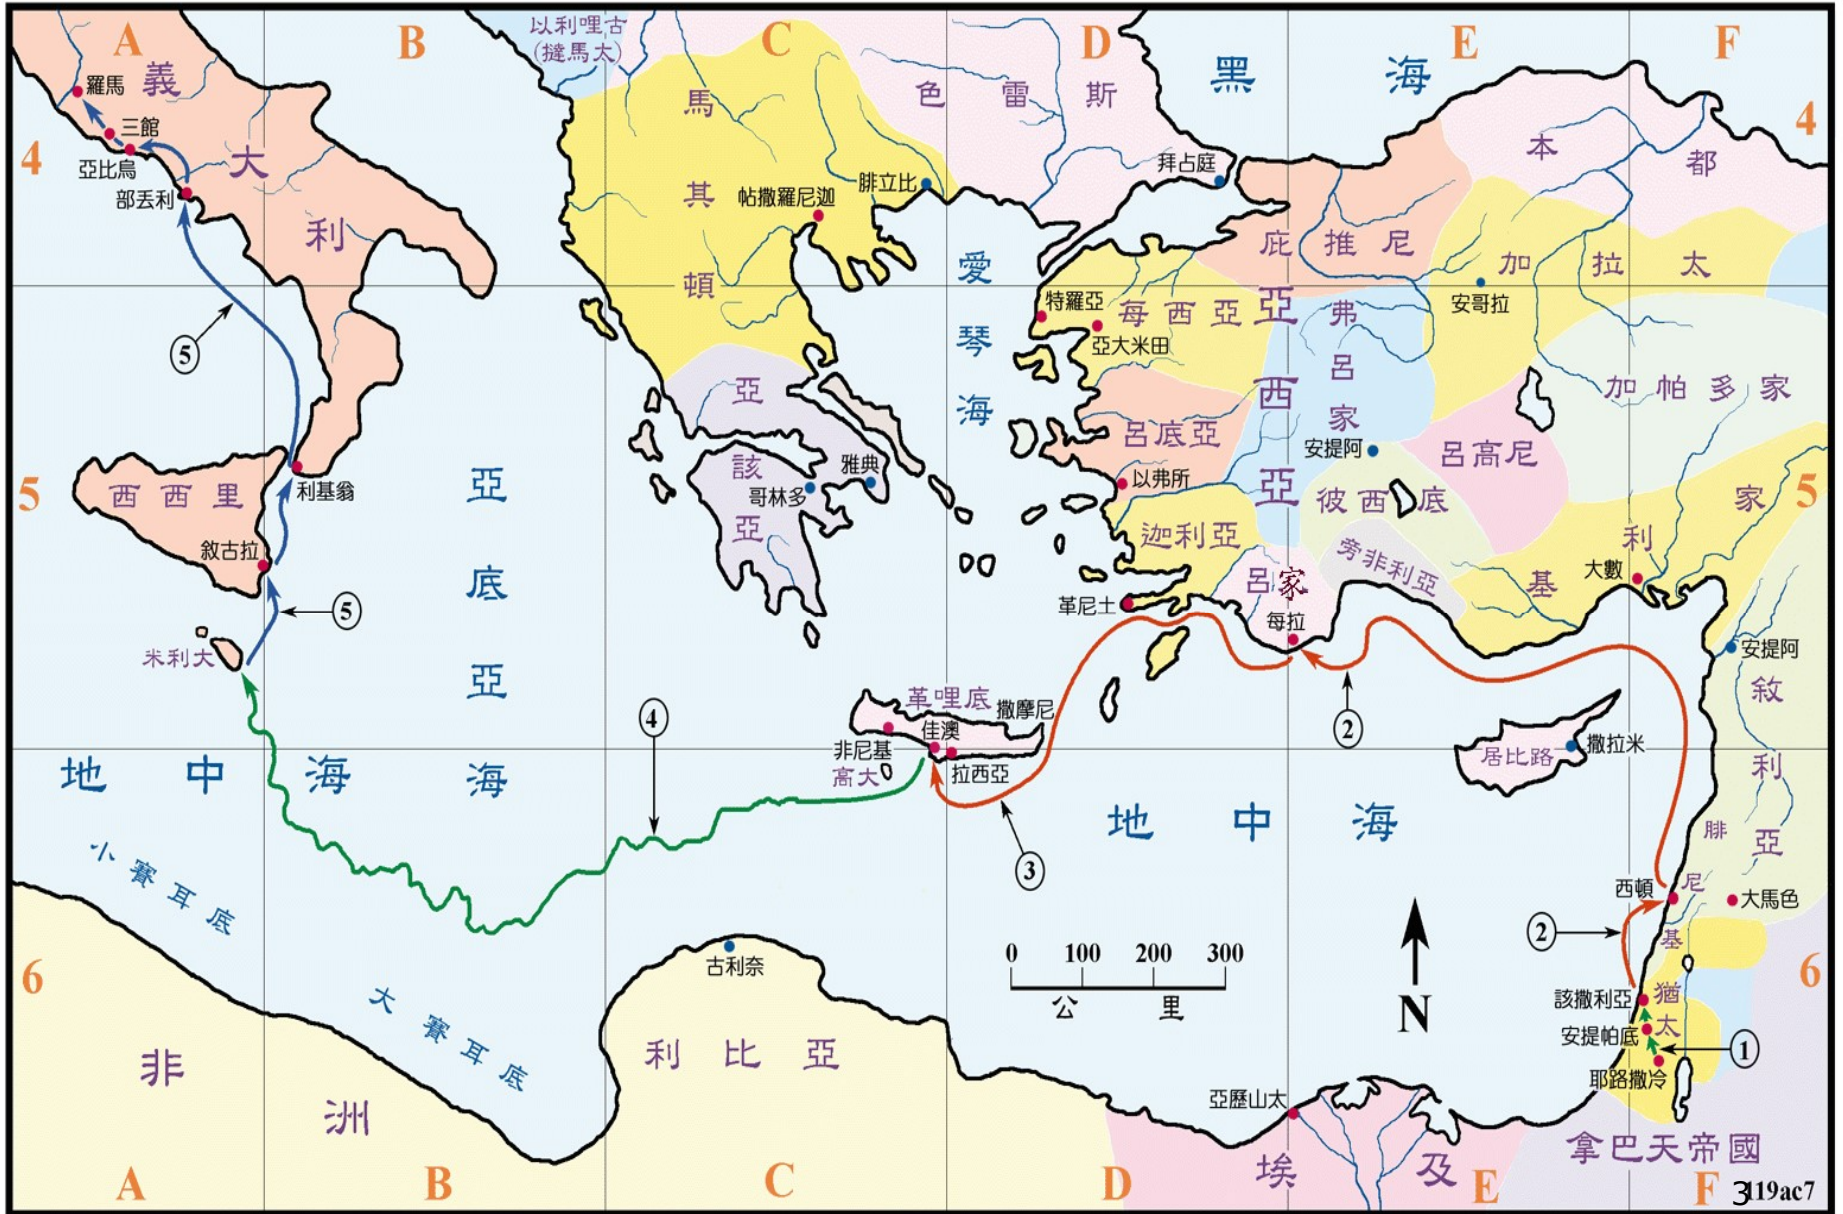 A
B
C
D
E
F
以利哩古
(撻馬太)
義
大
利
羅馬
三館
亞比烏
部丟利
4
馬
其
頓
色雷斯
黑海
本都
4
拜占庭
腓立比
帖撒羅尼迦
愛琴海
庇推尼
加拉太
安哥拉
特羅亞
每西亞
亞大米田
亞西亞
弗呂家
加帕多家
5
亞該亞
雅典
哥林多
呂底亞
以弗所
安提阿
呂高尼
彼西底
迦利亞
旁非利亞
呂家
每拉
革尼土
基利家
大數
5
5
西西里
利基翁
敘古拉
5
5
米利大
亞底亞海
地中海
4
革哩底
撒摩尼
佳澳
非尼基
高大
拉西亞
2
居比路
撒拉米
安提阿
敘利亞
地中海
3
腓尼基
西頓
大馬色
2
小賽耳底
大賽耳底
6
古利奈
0 100 200 300
公里
N
該撒利亞
猶太
安提帕底
1
耶路撒冷
6
非洲
利比亞
亞歷山太
埃及
拿巴天帝國
A
B
C
D
E
F
3
119ac7